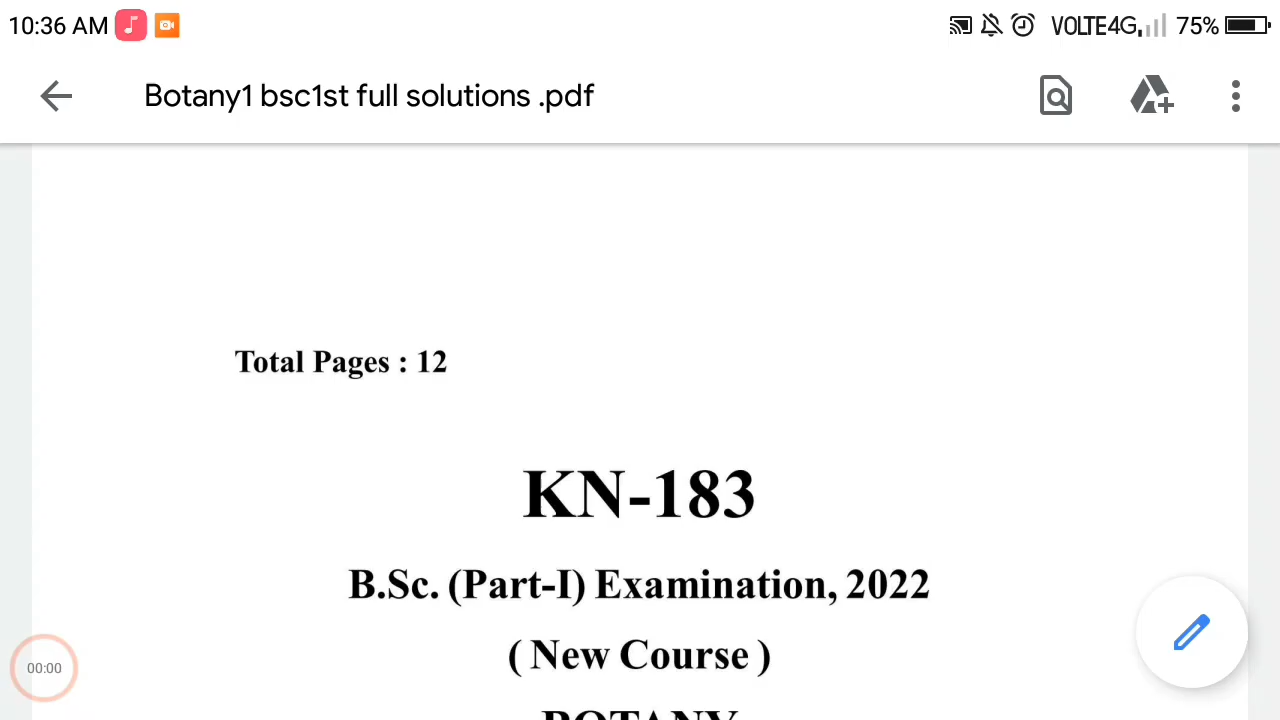 10:36 AM VOLTE4G 75%
Botany1 bsc1st full solutions .pdf
Total Pages : 12
KN-183
B.Sc. (Part-I) Examination, 2022
( New Course )
BOTANY
00:00